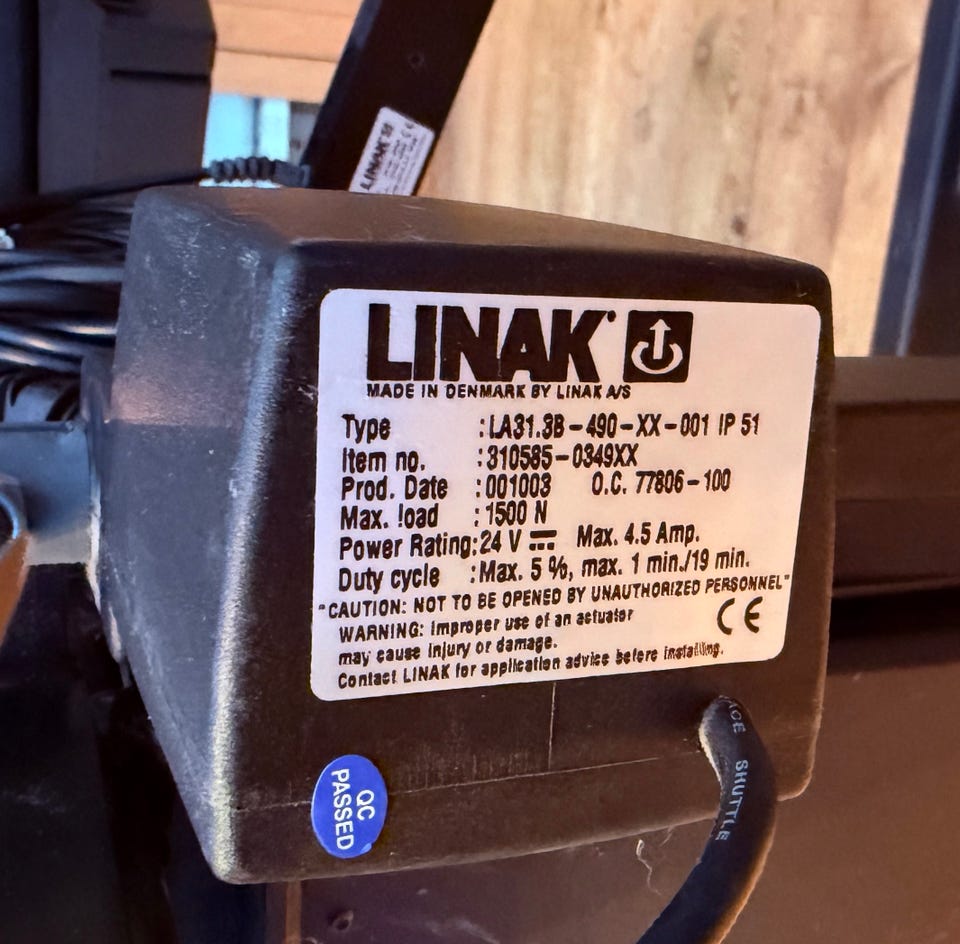 LINAK
LINAK
MADE IN DENMARK BY LINAK A/S
Type :LA31.3B-490-XX-001 IP 51
Item no. :310585-0349XX
Prod. Date :001003 O.C. 77806-100
Max. load :1500 N
Power Rating:24 V Max. 4.5 Amp.
Duty cycle :Max. 5 %, max. 1 min./19 min.
"CAUTION: NOT TO BE OPENED BY UNAUTHORIZED PERSONNEL"
WARNING: Improper use of an actuator
may cause injury or damage.
Contact LINAK for application advice before installing.
CE
QC
PASSED
SHUTTLE